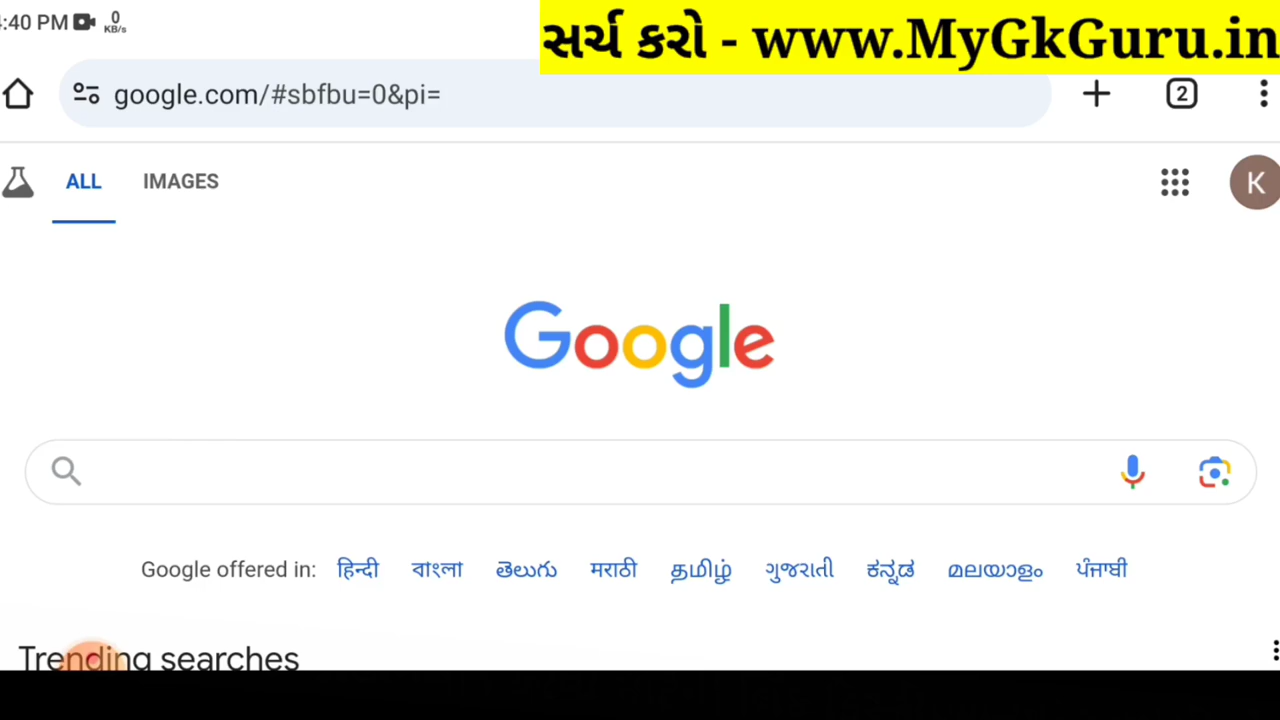 :40 PM 0 KB/s
સર્ચ કરો - www.MyGkGuru.in
google.com/#sbfbu=0&pi=
2
ALL IMAGES
K
Google
Google offered in: हिन्दी বাংলা తెలుగు मराठी தமிழ் ગુજરાતી ಕನ್ನಡ മലയാളം ਪੰਜਾਬੀ
Trending searches